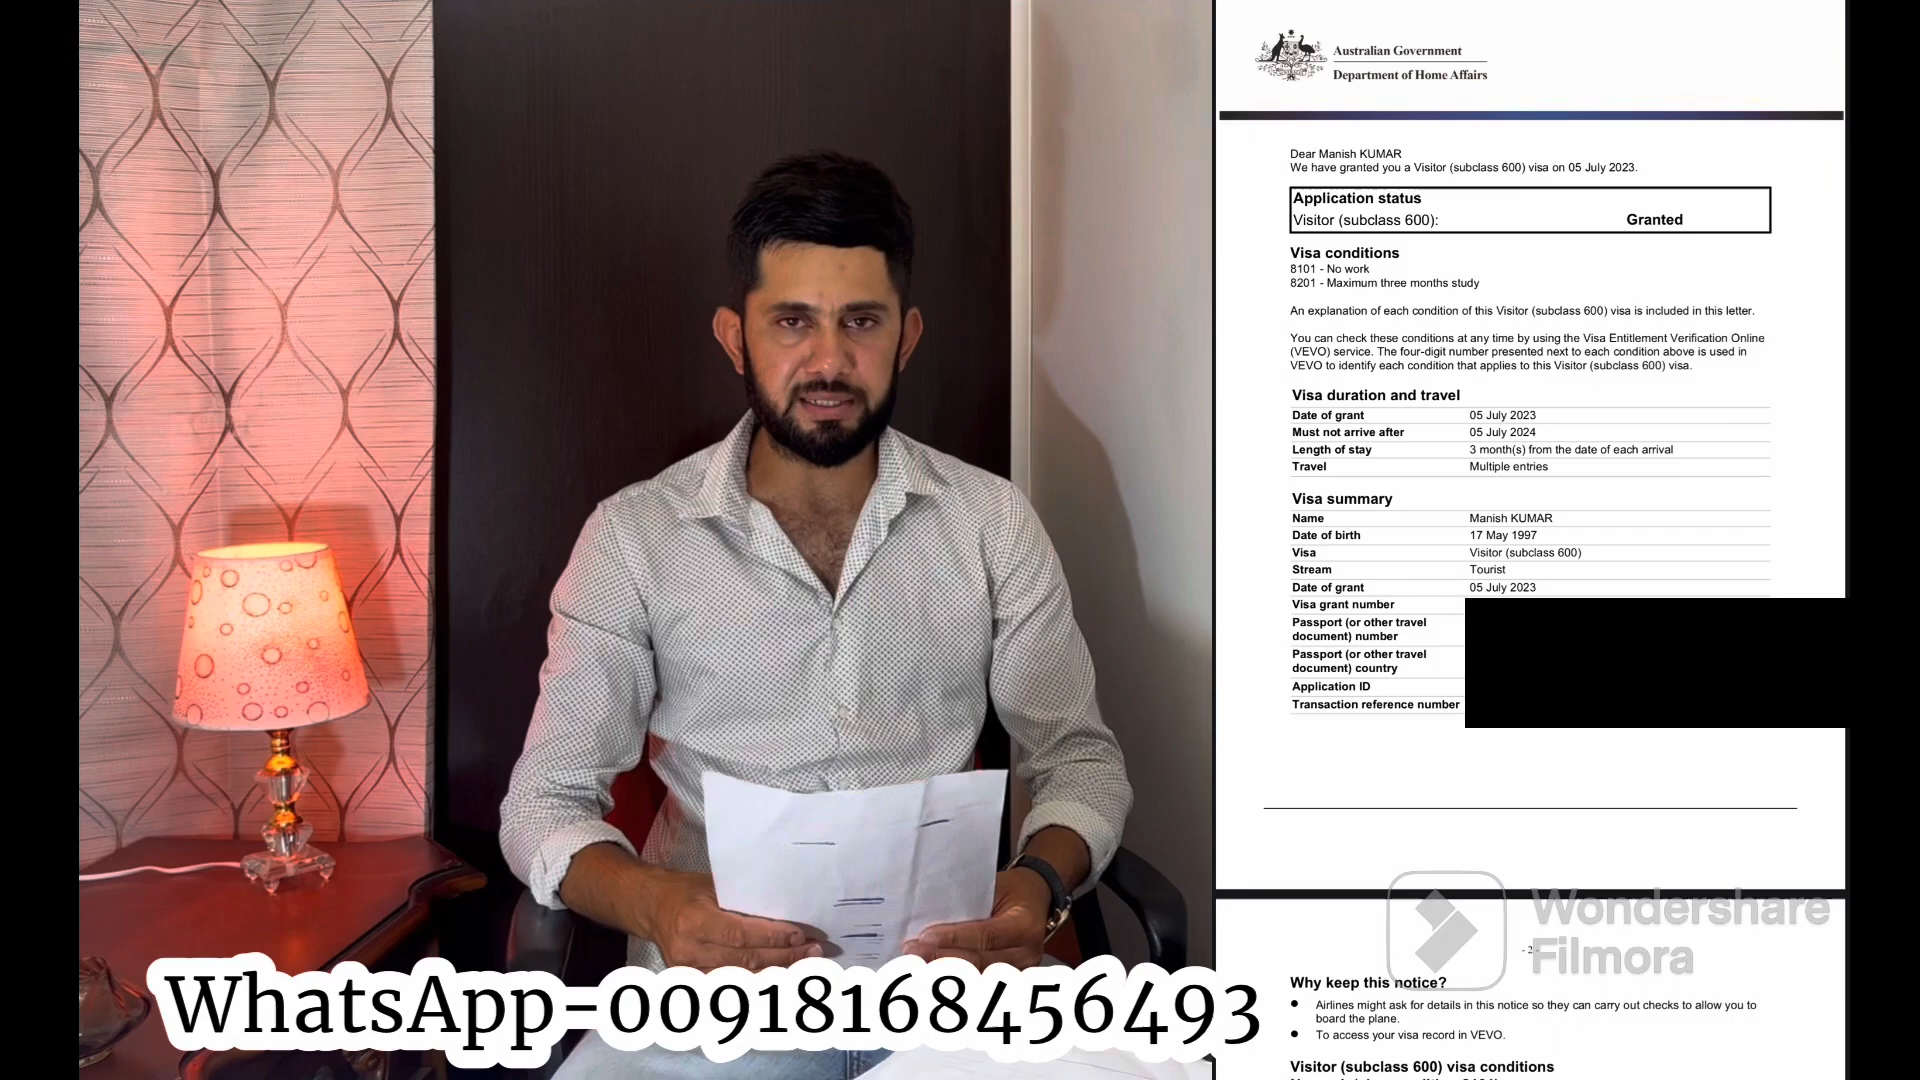 Australian Government
Department of Home Affairs
Dear Manish KUMAR
We have granted you a Visitor (subclass 600) visa on 05 July 2023.
Application status
Visitor (subclass 600): Granted
Visa conditions
8101 - No work
8201 - Maximum three months study
An explanation of each condition of this Visitor (subclass 600) visa is included in this letter.
You can check these conditions at any time by using the Visa Entitlement Verification Online
(VEVO) service. The four-digit number presented next to each condition above is used in
VEVO to identify each condition that applies to this Visitor (subclass 600) visa.
Visa duration and travel
Date of grant 05 July 2023
Must not arrive after 05 July 2024
Length of stay 3 month(s) from the date of each arrival
Travel Multiple entries
Visa summary
Name Manish KUMAR
Date of birth 17 May 1997
Visa Visitor (subclass 600)
Stream Tourist
Date of grant 05 July 2023
Visa grant number
Passport (or other travel
document) number
Passport (or other travel
document) country
Application ID
Transaction reference number
Wondershare
Filmora
- 2 -
Why keep this notice?
Airlines might ask for details in this notice so they can carry out checks to allow you to
board the plane.
To access your visa record in VEVO.
Visitor (subclass 600) visa conditions
WhatsApp-00918168456493